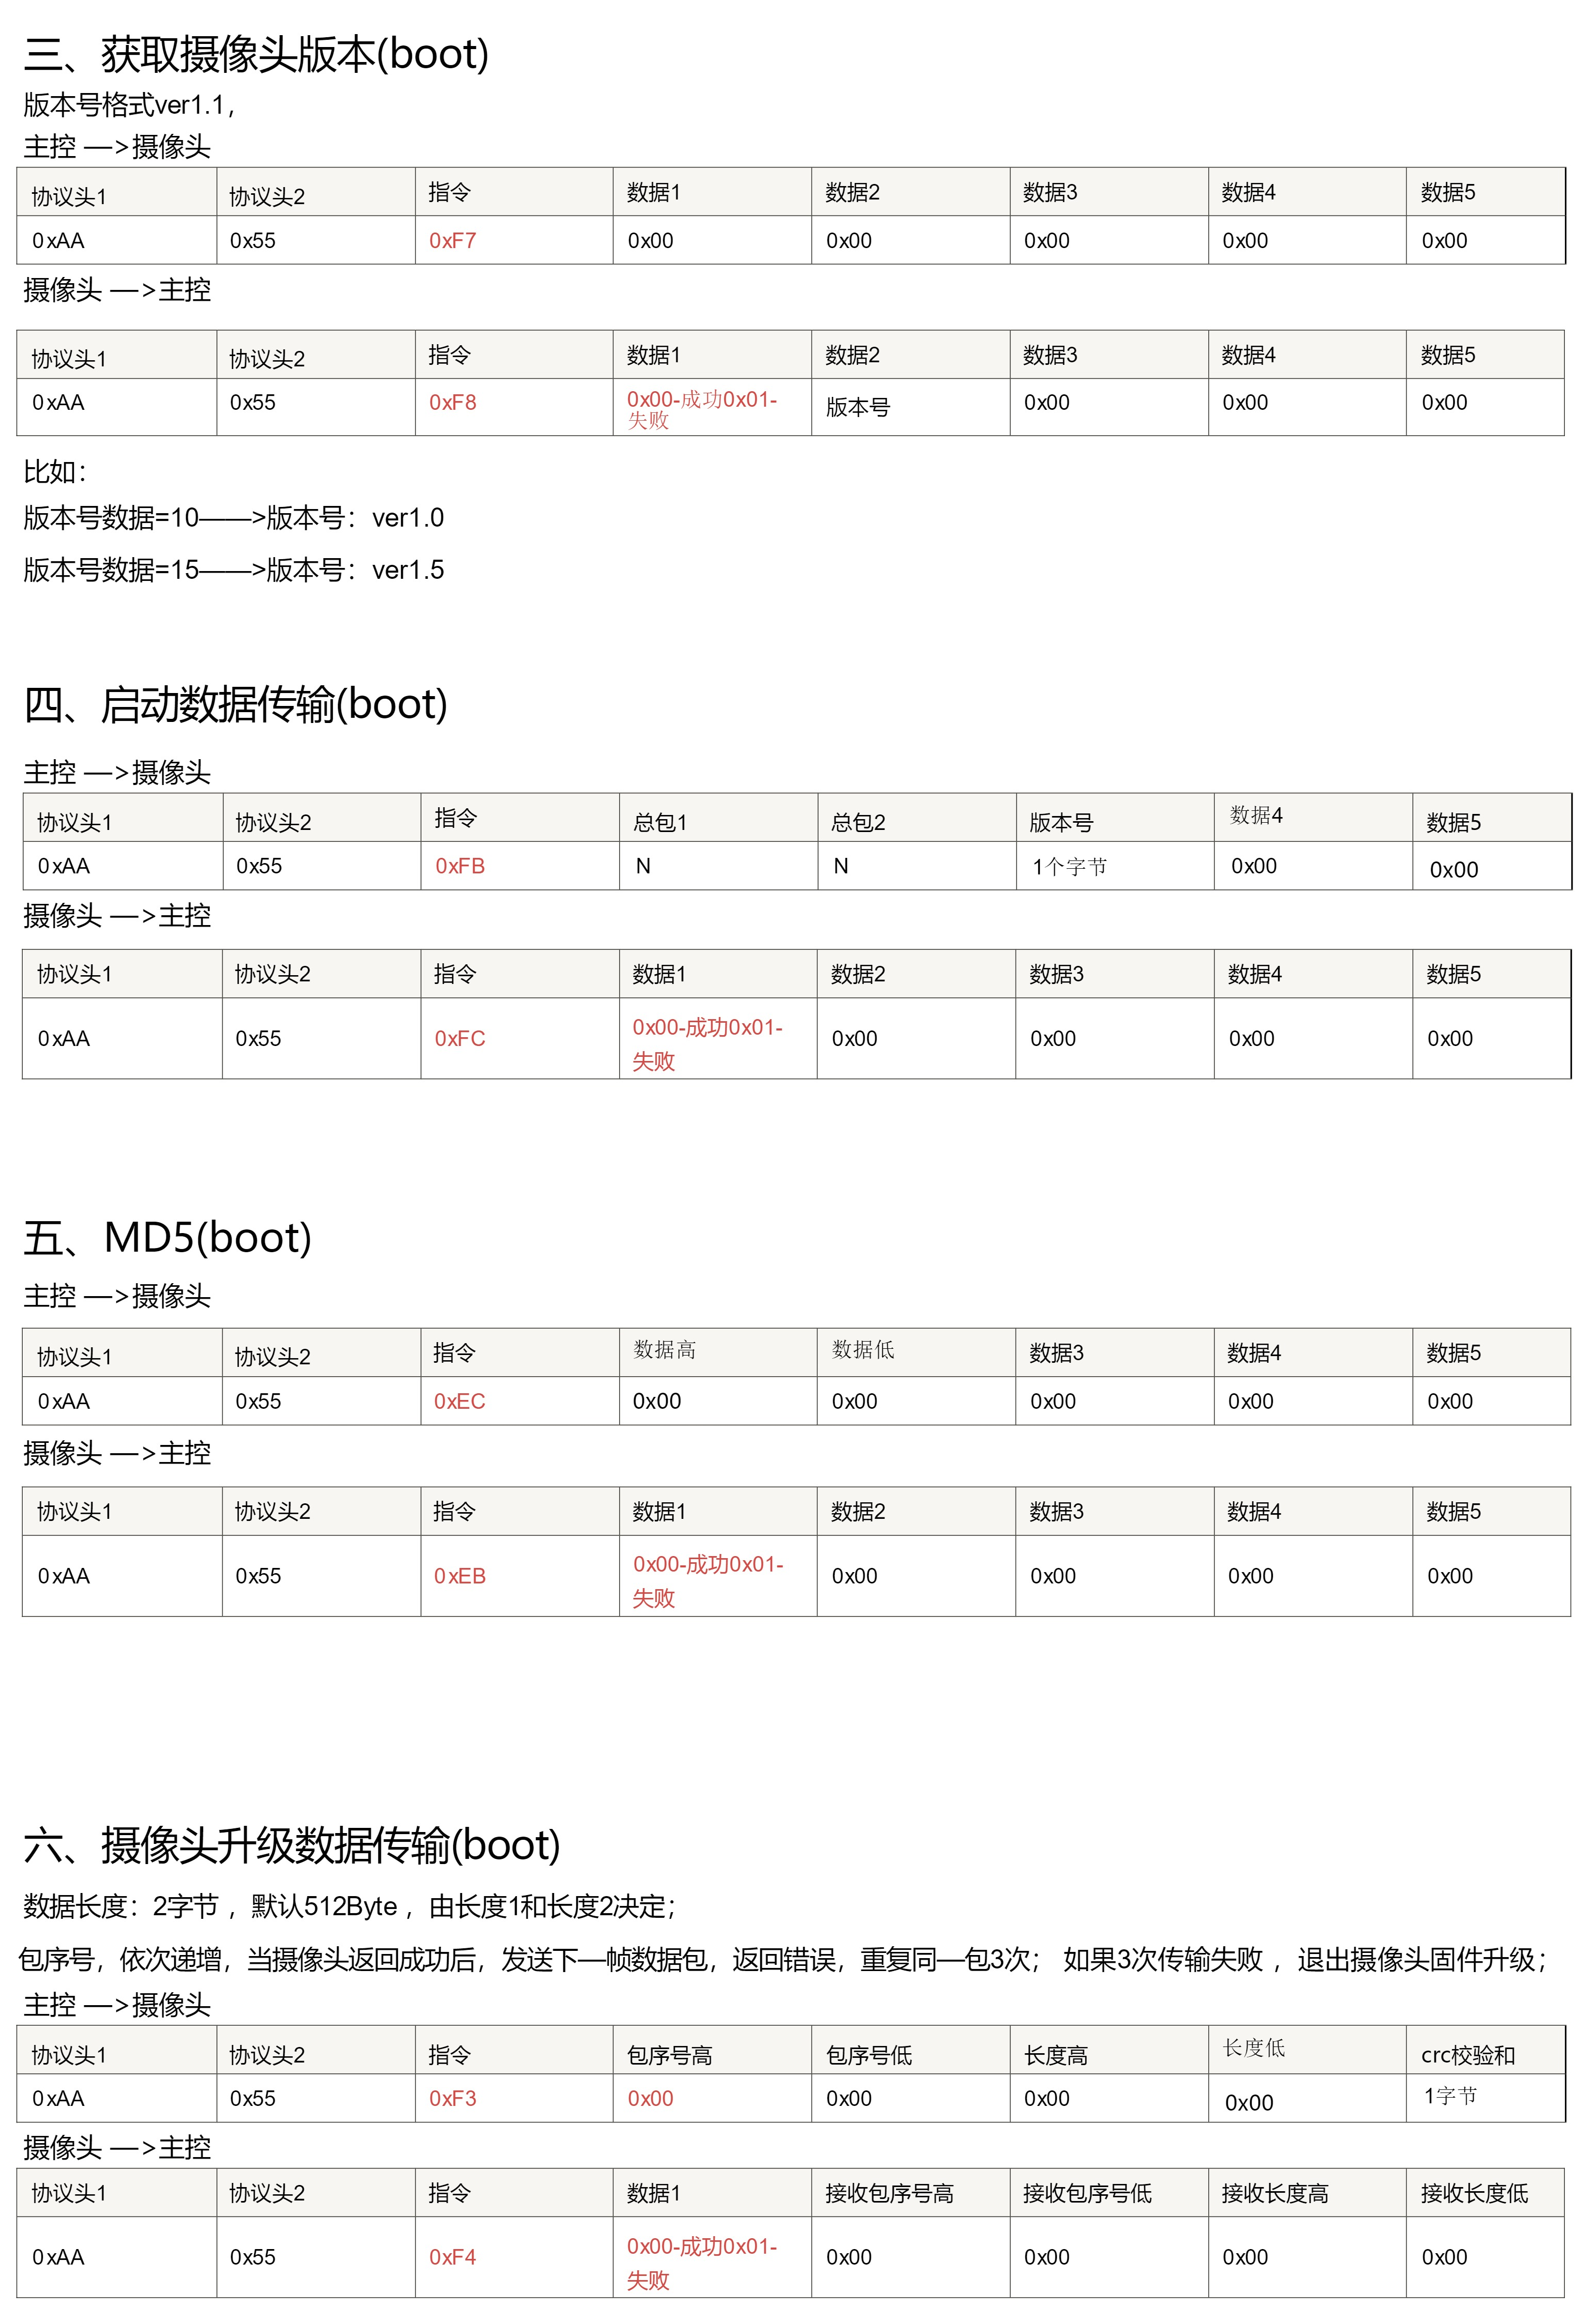 三、获取摄像头版本(boot)
版本号格式ver1.1，
主控 —>摄像头
协议头1 协议头2 指令 数据1 数据2 数据3 数据4 数据5
0xAA 0x55 0xF7 0x00 0x00 0x00 0x00 0x00
摄像头 —>主控
协议头1 协议头2 指令 数据1 数据2 数据3 数据4 数据5
0xAA 0x55 0xF8 0x00-成功0x01- 版本号 0x00 0x00 0x00
失败
比如：
版本号数据=10——>版本号：ver1.0
版本号数据=15——>版本号：ver1.5
四、启动数据传输(boot)
主控 —>摄像头
协议头1 协议头2 指令 总包1 总包2 版本号 数据4 数据5
0xAA 0x55 0xFB N N 1个字节 0x00 0x00
摄像头 —>主控
协议头1 协议头2 指令 数据1 数据2 数据3 数据4 数据5
0xAA 0x55 0xFC 0x00-成功0x01- 0x00 0x00 0x00 0x00
失败
五、MD5(boot)
主控 —>摄像头
协议头1 协议头2 指令 数据高 数据低 数据3 数据4 数据5
0xAA 0x55 0xEC 0x00 0x00 0x00 0x00 0x00
摄像头 —>主控
协议头1 协议头2 指令 数据1 数据2 数据3 数据4 数据5
0xAA 0x55 0xEB 0x00-成功0x01- 0x00 0x00 0x00 0x00
失败
六、摄像头升级数据传输(boot)
数据长度：2字节 ，默认512Byte ，由长度1和长度2决定；
包序号，依次递增，当摄像头返回成功后，发送下一帧数据包，返回错误，重复同一包3次； 如果3次传输失败 ，退出摄像头固件升级；
主控 —>摄像头
协议头1 协议头2 指令 包序号高 包序号低 长度高 长度低 crc校验和
0xAA 0x55 0xF3 0x00 0x00 0x00 0x00 1字节
摄像头 —>主控
协议头1 协议头2 指令 数据1 接收包序号高 接收包序号低 接收长度高 接收长度低
0xAA 0x55 0xF4 0x00-成功0x01- 0x00 0x00 0x00 0x00
失败